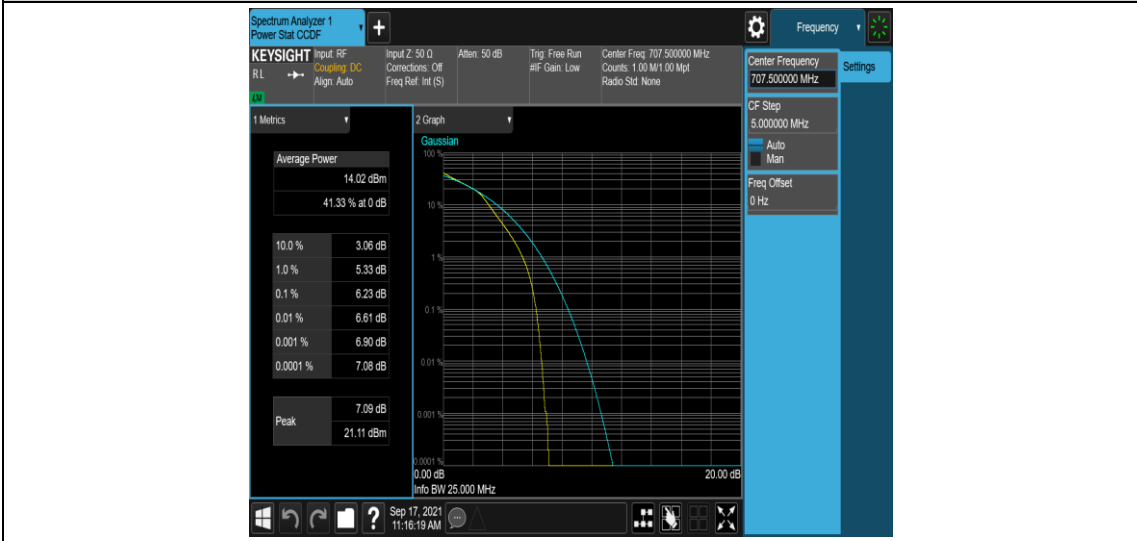 Spectrum Analyzer 1
Power Stat CCDF
+
Frequency
KEYSIGHT
R L
LXI
Input: RF
Coupling: DC
Align: Auto
Input Z: 50 Ω
Corrections: Off
Freq Ref: Int (S)
Atten: 50 dB
Trig: Free Run
#IF Gain: Low
Center Freq: 707.500000 MHz
Counts: 1.00 M/1.00 Mpt
Radio Std: None
Center Frequency
707.500000 MHz
Settings
CF Step
5.000000 MHz
Auto
Man
Freq Offset
0 Hz
1 Metrics
Average Power
14.02 dBm
41.33 % at 0 dB
10.0 % 3.06 dB
1.0 % 5.33 dB
0.1 % 6.23 dB
0.01 % 6.61 dB
0.001 % 6.90 dB
0.0001 % 7.08 dB
Peak
7.09 dB
21.11 dBm
2 Graph
Gaussian
100 %
10 %
1 %
0.1 %
0.01 %
0.001 %
0.0001 %
0.00 dB 20.00 dB
Info BW 25.000 MHz
?
Sep 17, 2021
11:16:19 AM